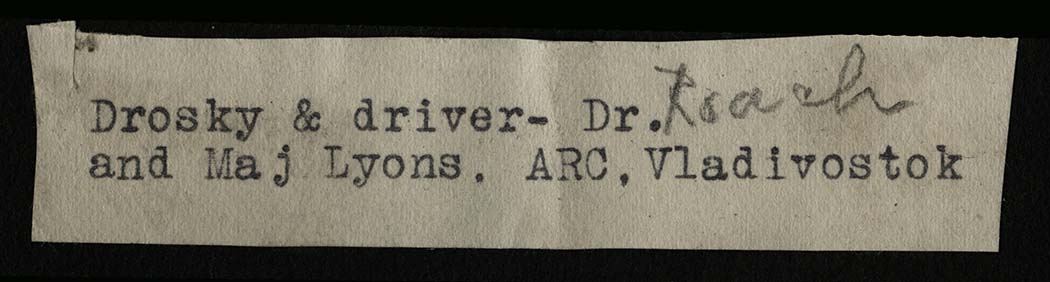 Drosky & driver- Dr. Roach
and Maj Lyons. ARC, Vladivostok